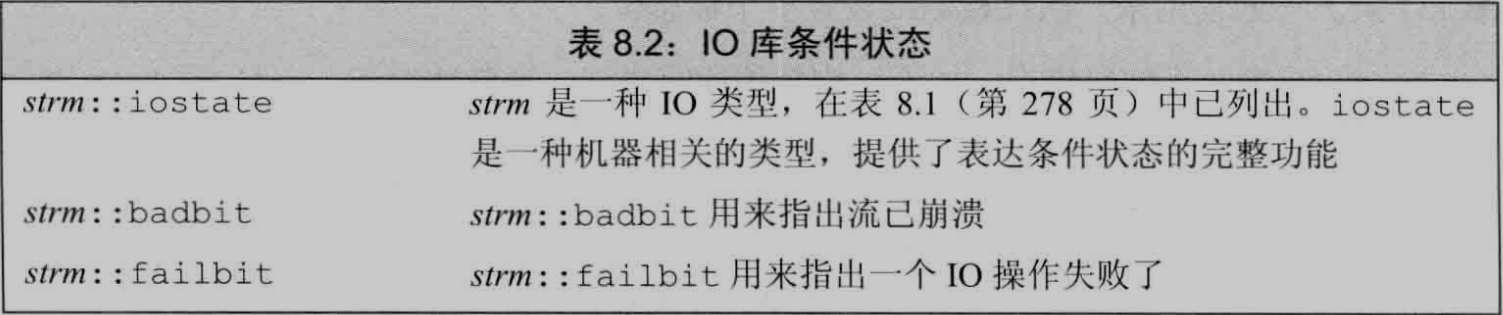 表 8.2：IO 库条件状态
strm::iostate strm 是一种 IO 类型，在表 8.1（第 278 页）中已列出。iostate
是一种机器相关的类型，提供了表达条件状态的完整功能
strm::badbit strm::badbit 用来指出流已崩溃
strm::failbit strm::failbit 用来指出一个 IO 操作失败了